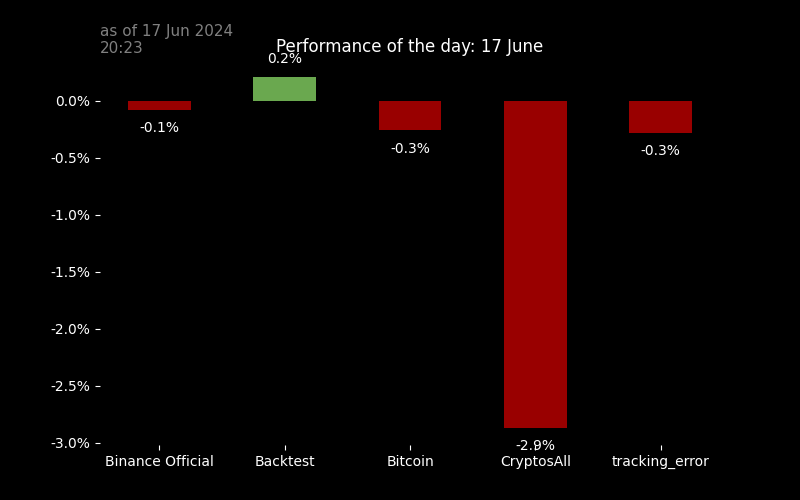 as of 17 Jun 2024
20:23
Performance of the day: 17 June
0.2%
0.0%
-0.1%
-0.3%
-0.3%
-0.5%
-1.0%
-1.5%
-2.0%
-2.5%
-3.0%
-2.9%
Binance Official
Backtest
Bitcoin
CryptosAll
tracking_error